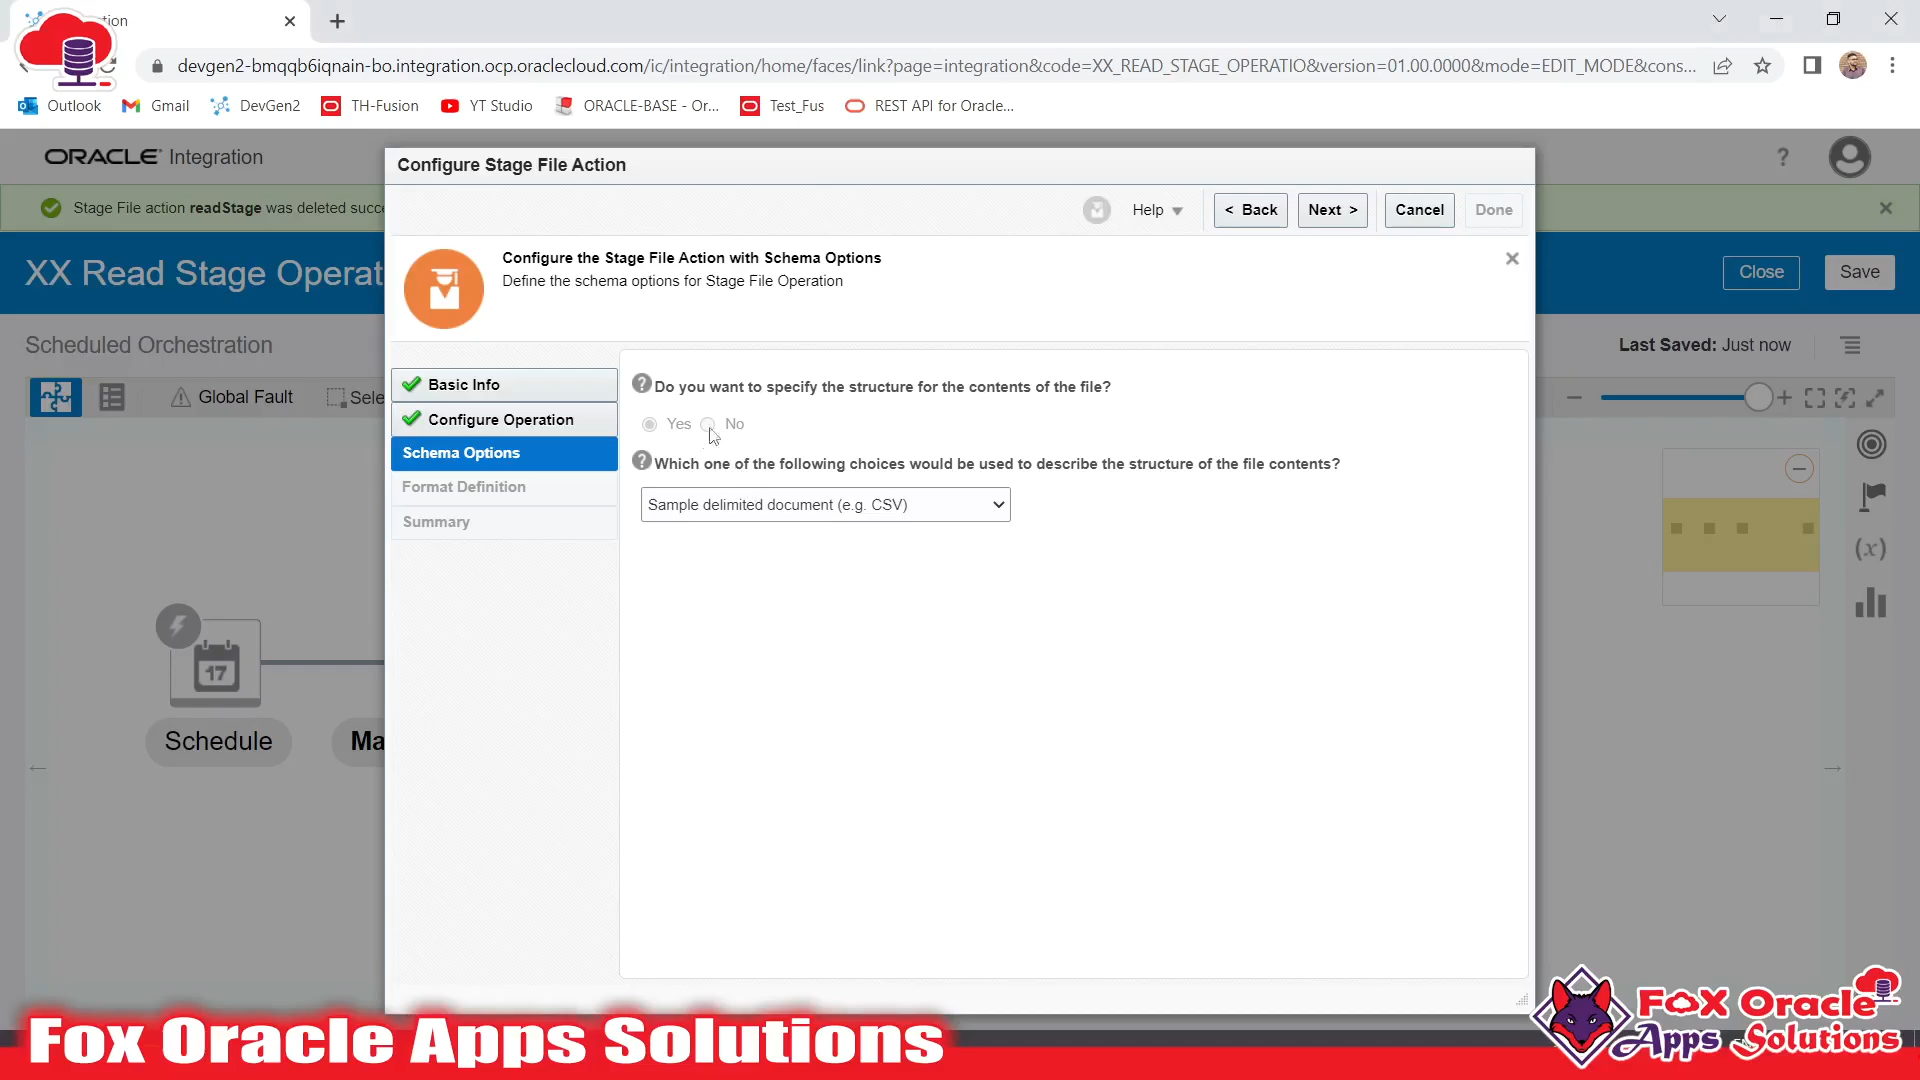 ction
devgen2-bmqqb6iqnain-bo.integration.ocp.oraclecloud.com/ic/integration/home/faces/link?page=integration&code=XX_READ_STAGE_OPERATIO&version=01.00.0000&mode=EDIT_MODE&cons...
Outlook
Gmail
DevGen2
TH-Fusion
YT Studio
ORACLE-BASE - Or...
Test_Fus
REST API for Oracle...
ORACLE Integration
?
Stage File action readStage was deleted succe
XX Read Stage Operat
Close
Save
Scheduled Orchestration
Last Saved: Just now
Global Fault
Sele
(x)
17
Schedule
Ma
Configure Stage File Action
Help
< Back
Next >
Cancel
Done
Configure the Stage File Action with Schema Options
Define the schema options for Stage File Operation
Basic Info
Configure Operation
Schema Options
Format Definition
Summary
?Do you want to specify the structure for the contents of the file?
Yes
No
?Which one of the following choices would be used to describe the structure of the file contents?
Sample delimited document (e.g. CSV)
Fox Oracle Apps Solutions
Fox Oracle
Apps Solutions